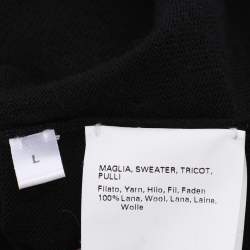 L
MAGLIA, SWEATER, TRICOT,
PULLI
Filato, Yarn, Hilo, Fil, Faden
100% Lana, Wool, Lana, Laine,
Wolle